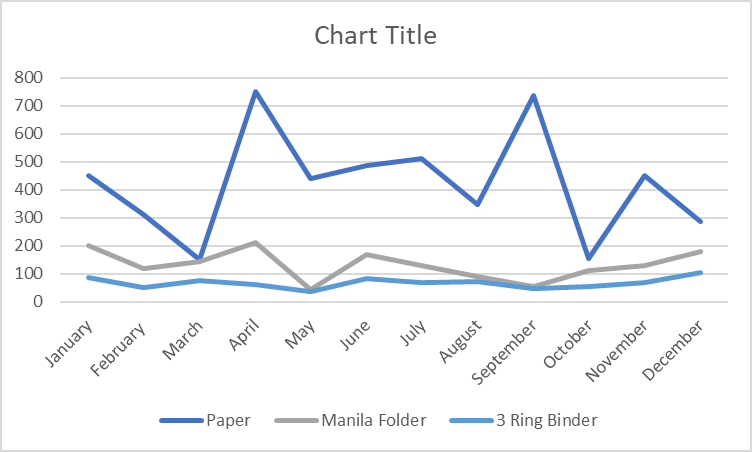 Chart Title
800
700
600
500
400
300
200
100
0
January
February
March
April
May
June
July
August
September
October
November
December
Paper
Manila Folder
3 Ring Binder